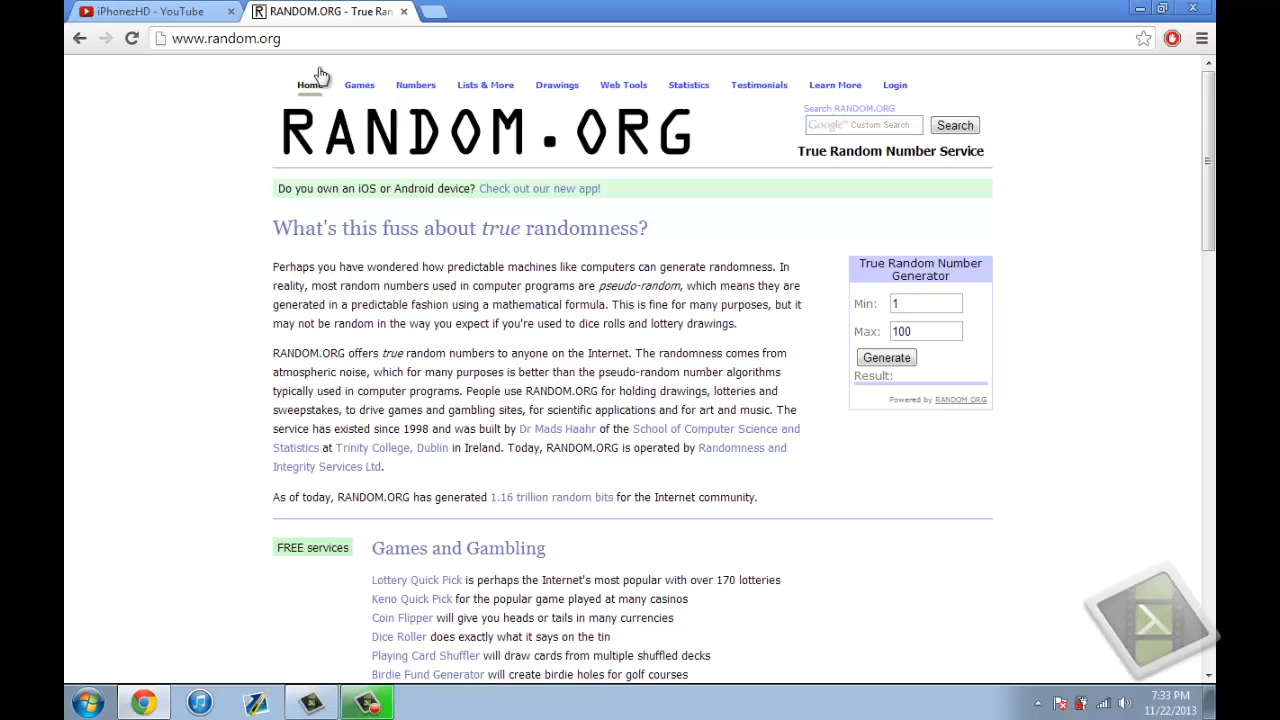 iPhonezHD - YouTube
RANDOM.ORG - True Ran
www.random.org
Home Games Numbers Lists & More Drawings Web Tools Statistics Testimonials Learn More Login
RANDOM.ORG
Search RANDOM.ORG
Google Custom Search Search
True Random Number Service
Do you own an iOS or Android device? Check out our new app!
What's this fuss about true randomness?
Perhaps you have wondered how predictable machines like computers can generate randomness. In
reality, most random numbers used in computer programs are pseudo-random, which means they are
generated in a predictable fashion using a mathematical formula. This is fine for many purposes, but it
may not be random in the way you expect if you're used to dice rolls and lottery drawings.
RANDOM.ORG offers true random numbers to anyone on the Internet. The randomness comes from
atmospheric noise, which for many purposes is better than the pseudo-random number algorithms
typically used in computer programs. People use RANDOM.ORG for holding drawings, lotteries and
sweepstakes, to drive games and gambling sites, for scientific applications and for art and music. The
service has existed since 1998 and was built by Dr Mads Haahr of the School of Computer Science and
Statistics at Trinity College, Dublin in Ireland. Today, RANDOM.ORG is operated by Randomness and
Integrity Services Ltd.
As of today, RANDOM.ORG has generated 1.16 trillion random bits for the Internet community.
True Random Number
Generator
Min: 1
Max: 100
Generate
Result:
Powered by RANDOM.ORG
FREE services
Games and Gambling
Lottery Quick Pick is perhaps the Internet's most popular with over 170 lotteries
Keno Quick Pick for the popular game played at many casinos
Coin Flipper will give you heads or tails in many currencies
Dice Roller does exactly what it says on the tin
Playing Card Shuffler will draw cards from multiple shuffled decks
Birdie Fund Generator will create birdie holes for golf courses
7:33 PM
11/22/2013